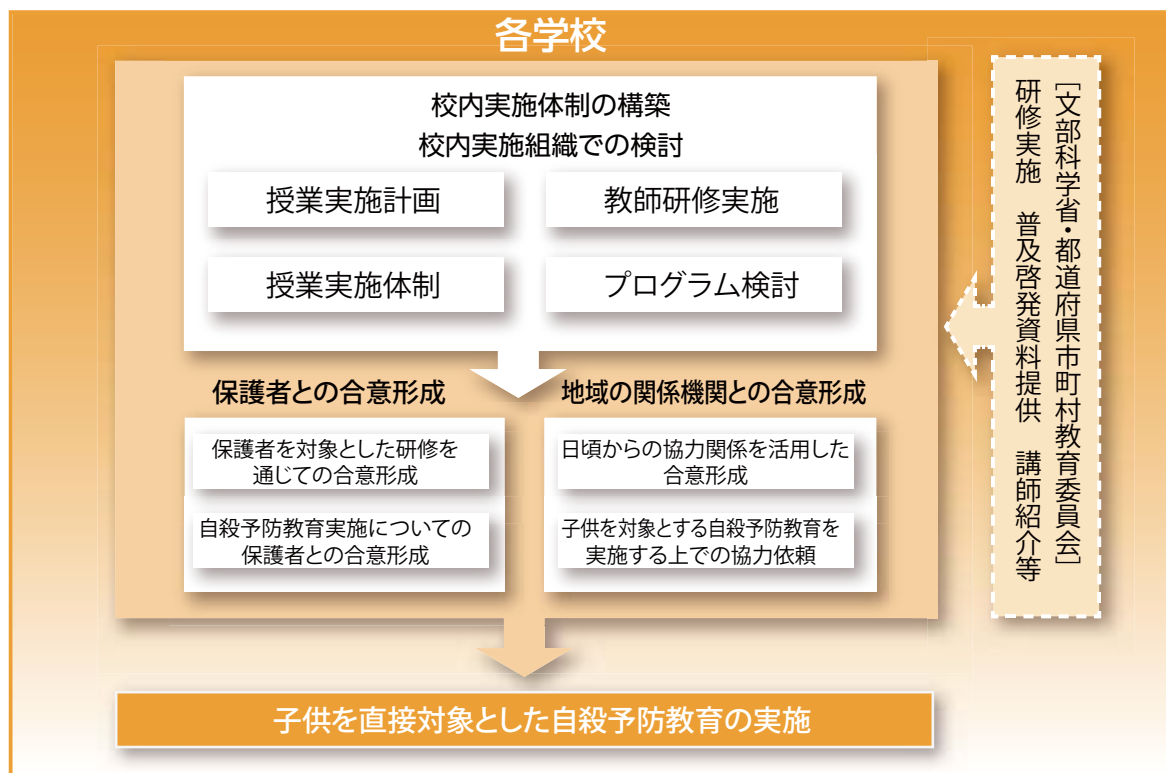 各学校
校内実施体制の構築
校内実施組織での検討
授業実施計画
教師研修実施
授業実施体制
プログラム検討
保護者との合意形成
保護者を対象とした研修を
通じての合意形成
自殺予防教育実施についての
保護者との合意形成
地域の関係機関との合意形成
日頃からの協力関係を活用した
合意形成
子供を対象とする自殺予防教育を
実施する上での協力依頼
[文部科学省・都道府県市町村教育委員会]
研修実施　普及啓発資料提供　講師紹介等
子供を直接対象とした自殺予防教育の実施